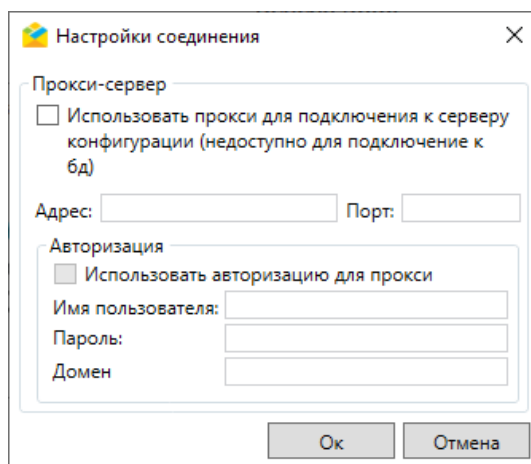 Настройки соединения
Прокси-сервер
Использовать прокси для подключения к серверу
конфигурации (недоступно для подключение к
бд)
Адрес: Порт:
Авторизация
Использовать авторизацию для прокси
Имя пользователя:
Пароль:
Домен
Ок Отмена